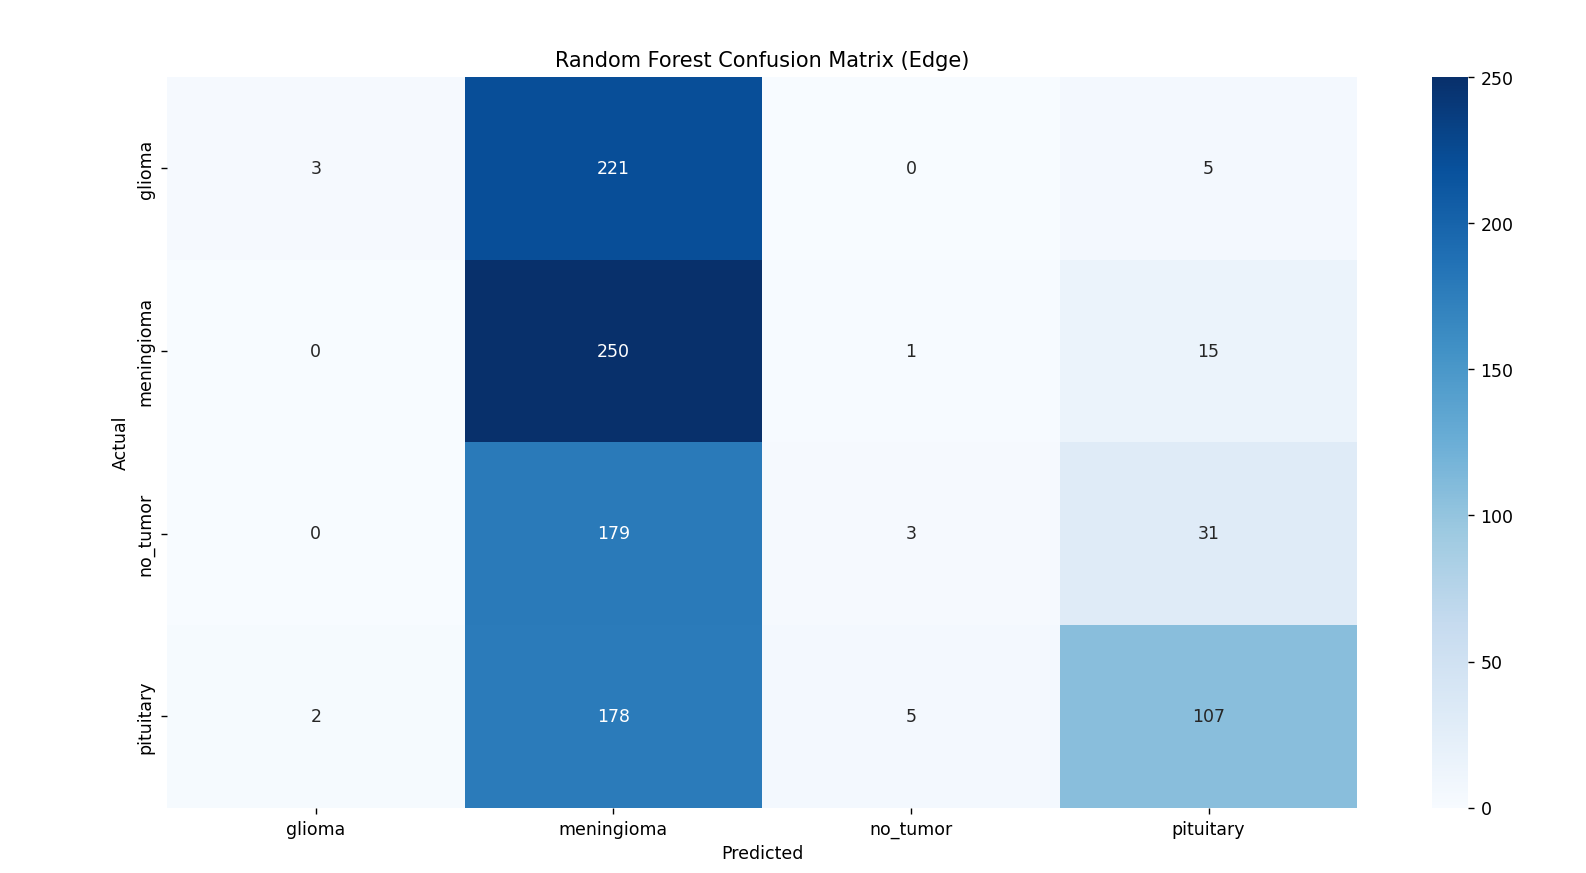 Random Forest Confusion Matrix (Edge)
250
glioma
3
221
0
5
200
meningioma
0
250
1
15
150
Actual
no_tumor
0
179
3
31
100
pituitary
2
178
5
107
50
0
glioma
meningioma
no_tumor
pituitary
Predicted